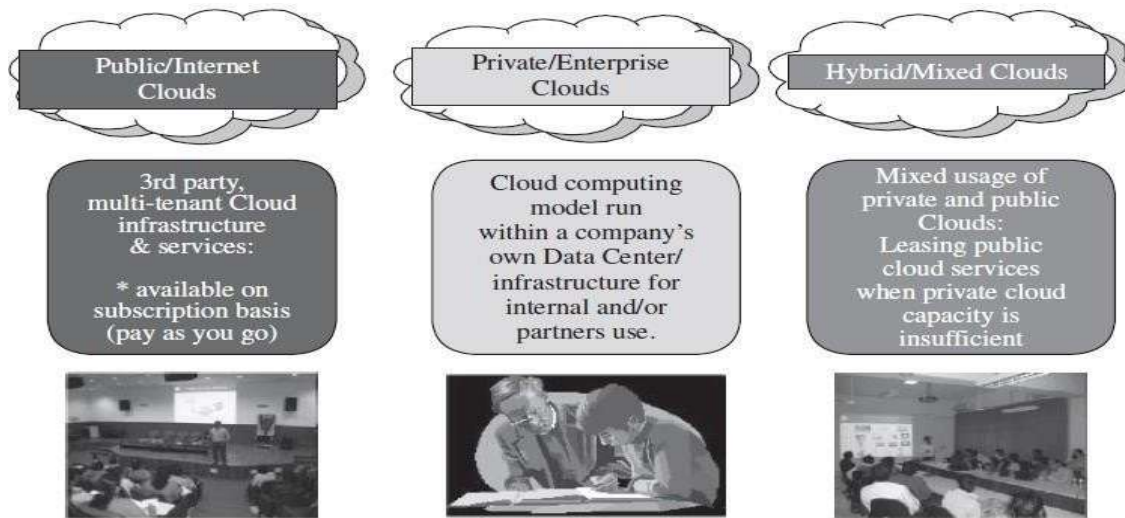 Public/Internet
Clouds
Private/Enterprise
Clouds
Hybrid/Mixed Clouds
3rd party,
multi-tenant Cloud
infrastructure
& services:
* available on
subscription basis
(pay as you go)
Cloud computing
model run
within a company's
own Data Center/
infrastructure for
internal and/or
partners use.
Mixed usage of
private and public
Clouds:
Leasing public
cloud services
when private cloud
capacity is
insufficient